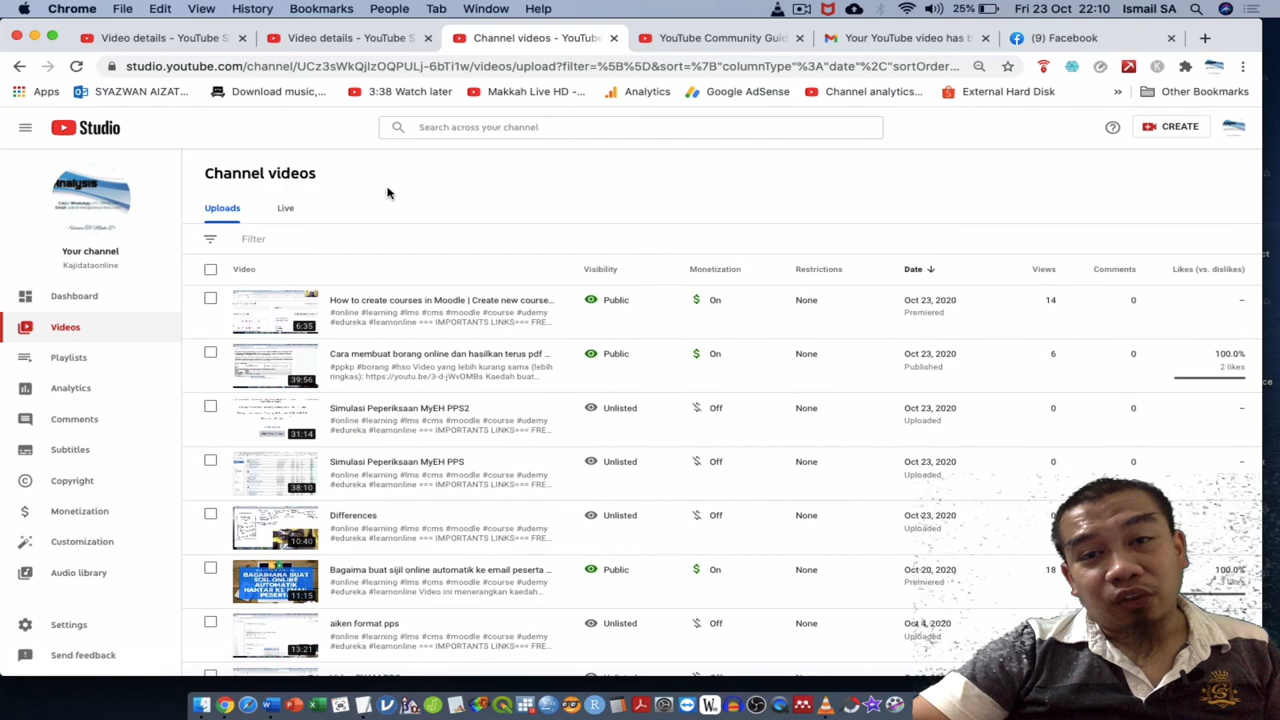 Chrome File Edit View History Bookmarks People Tab Window Help 25% Fri 23 Oct 22:10 Ismail SA
Video details - YouTube S Video details - YouTube S Channel videos - YouTube YouTube Community Guid Your YouTube video has b (9) Facebook
studio.youtube.com/channel/UCz3sWkQjIzOQPULj-6bTi1w/videos/upload?filter=%5B%5D&sort=%7B"columnType"%3A"date"%2C"sortOrder...
Apps SYAZWAN AIZAT... Download music,... 3:38 Watch later Makkah Live HD -... Analytics Google AdSense Channel analytics... External Hard Disk » Other Bookmarks
Studio Search across your channel CREATE
Channel videos
Analysis
Uploads Live
Your channel
Kajidataonline
Filter
Video Visibility Monetization Restrictions Date Views Comments Likes (vs. dislikes)
Dashboard
Videos
Playlists
Analytics
Comments
Subtitles
Copyright
Monetization
Customization
Audio library
Settings
Send feedback
How to create courses in Moodle | Create new course... Public $ On None Oct 23, 2020 14 0 –
#online #learning #lms #cms #moodle #course #udemy Premiered
#edureka #learnonline === IMPORTANTS LINKS=== FRE...
6:35
Cara membuat borang online dan hasilkan terus pdf ... Public $ On None Oct 23, 2020 6 0 100.0%
#ppkp #borang #hso Video yang lebih kurang sama (lebih Published 2 likes
ringkas): https://youtu.be/3-d-jWvOMBs Kaedah buat...
39:56
Simulasi Peperiksaan MyEH PPS2 Unlisted Off None Oct 23, 2020 0 0 –
#online #learning #lms #cms #moodle #course #udemy Uploaded
#edureka #learnonline === IMPORTANTS LINKS=== FRE...
31:14
Simulasi Peperiksaan MyEH PPS Unlisted Off None Oct 23, 2020 0 0 –
#online #learning #lms #cms #moodle #course #udemy Uploaded
#edureka #learnonline === IMPORTANTS LINKS=== FRE...
38:10
Differences Unlisted Off None Oct 23, 2020
#online #learning #lms #cms #moodle #course #udemy Uploaded
#edureka #learnonline === IMPORTANTS LINKS=== FRE...
10:40
Bagaima buat sijil online automatik ke email peserta ... Public $ On None Oct 20, 2020 18 100.0%
#online #learning #lms #cms #moodle #course #udemy Premiered likes
#edureka #learnonline Video ini menerangkan kaedah...
BAGAIMANA BUAT
SIJIL ONLINE
AUTOMATIK
HANTAR KE EMAIL
PESERTA
11:15
aiken format pps Unlisted Off None Oct 4, 2020
#online #learning #lms #cms #moodle #course #udemy Uploaded
#edureka #learnonline === IMPORTANTS LINKS=== FRE...
13:21